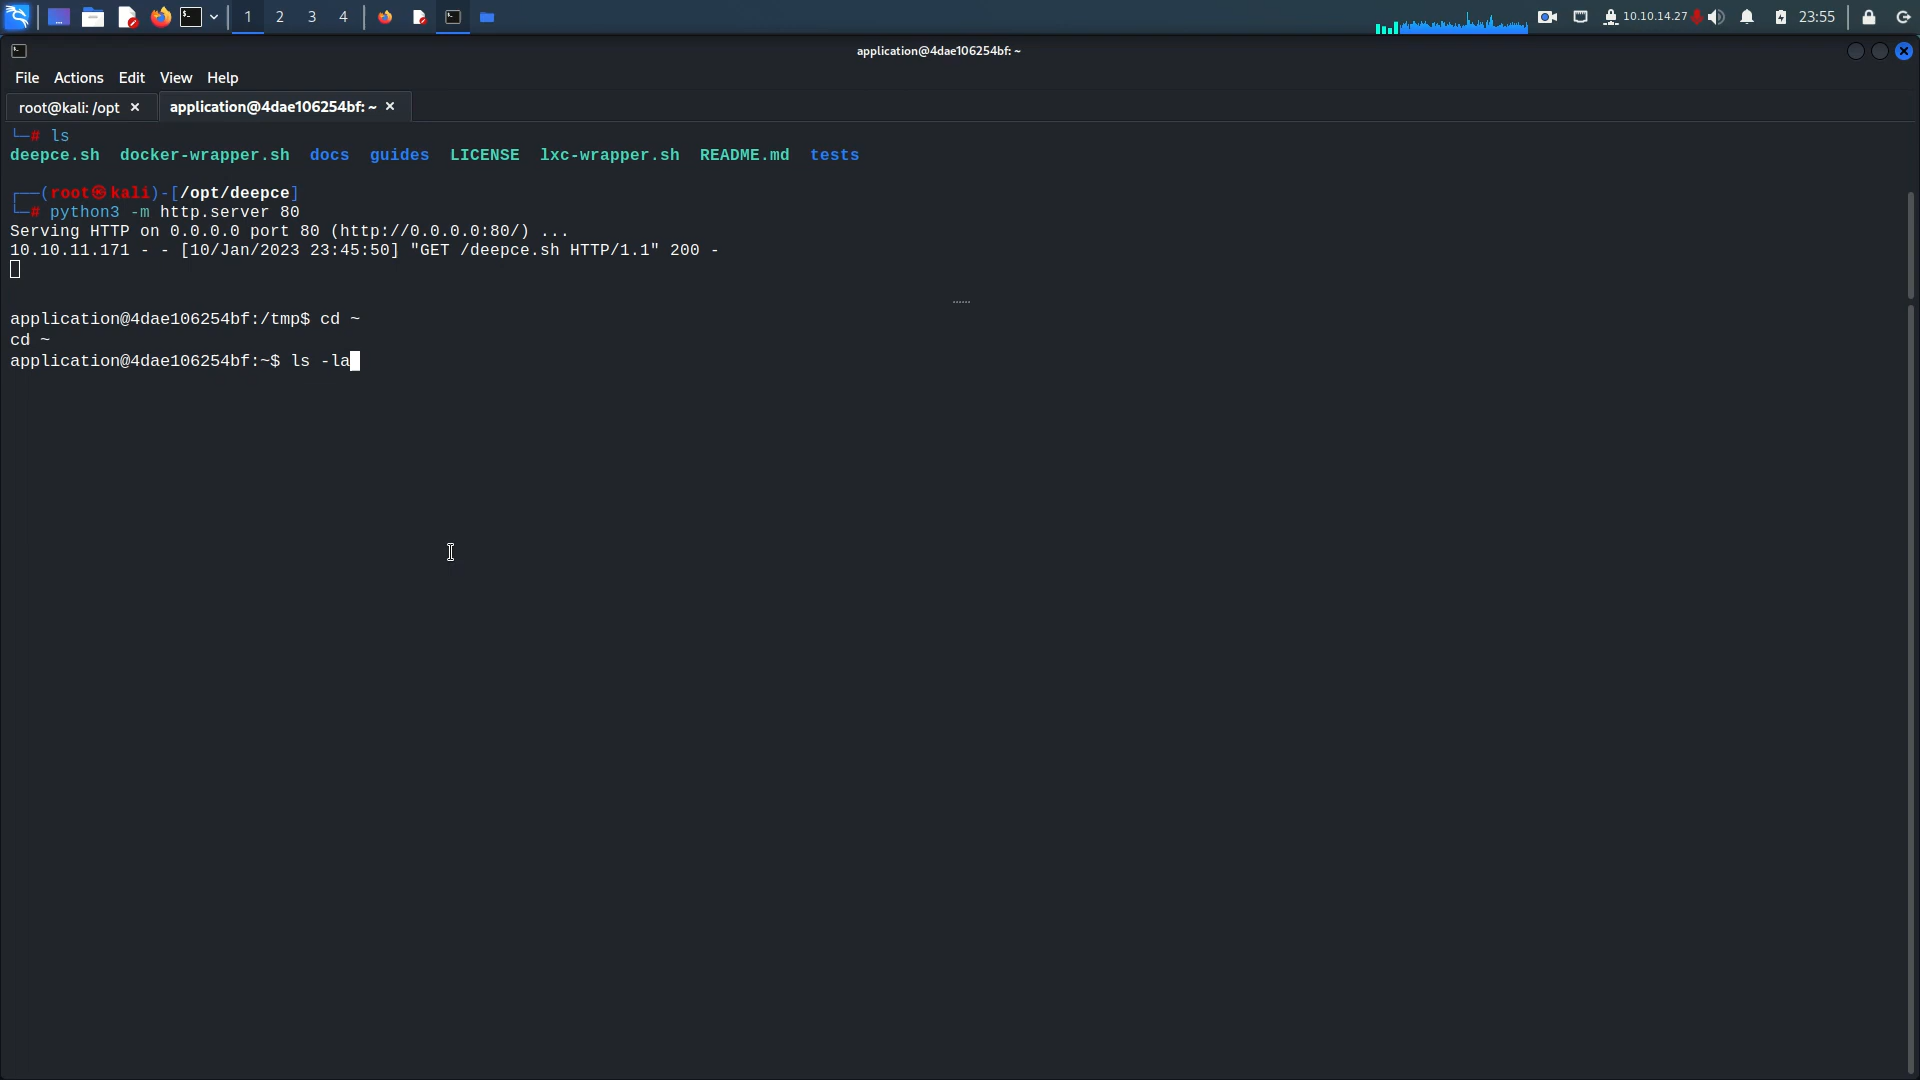 1 2 3 4
10.10.14.27
23:55
application@4dae106254bf: ~
File Actions Edit View Help
root@kali: /opt ×
application@4dae106254bf: ~ ×
└─# ls
deepce.sh docker-wrapper.sh docs guides LICENSE lxc-wrapper.sh README.md tests
┌──(root㉿kali)-[/opt/deepce]
└─# python3 -m http.server 80
Serving HTTP on 0.0.0.0 port 80 (http://0.0.0.0:80/) ...
10.10.11.171 - - [10/Jan/2023 23:45:50] "GET /deepce.sh HTTP/1.1" 200 -
application@4dae106254bf:/tmp$ cd ~
cd ~
application@4dae106254bf:~$ ls -la